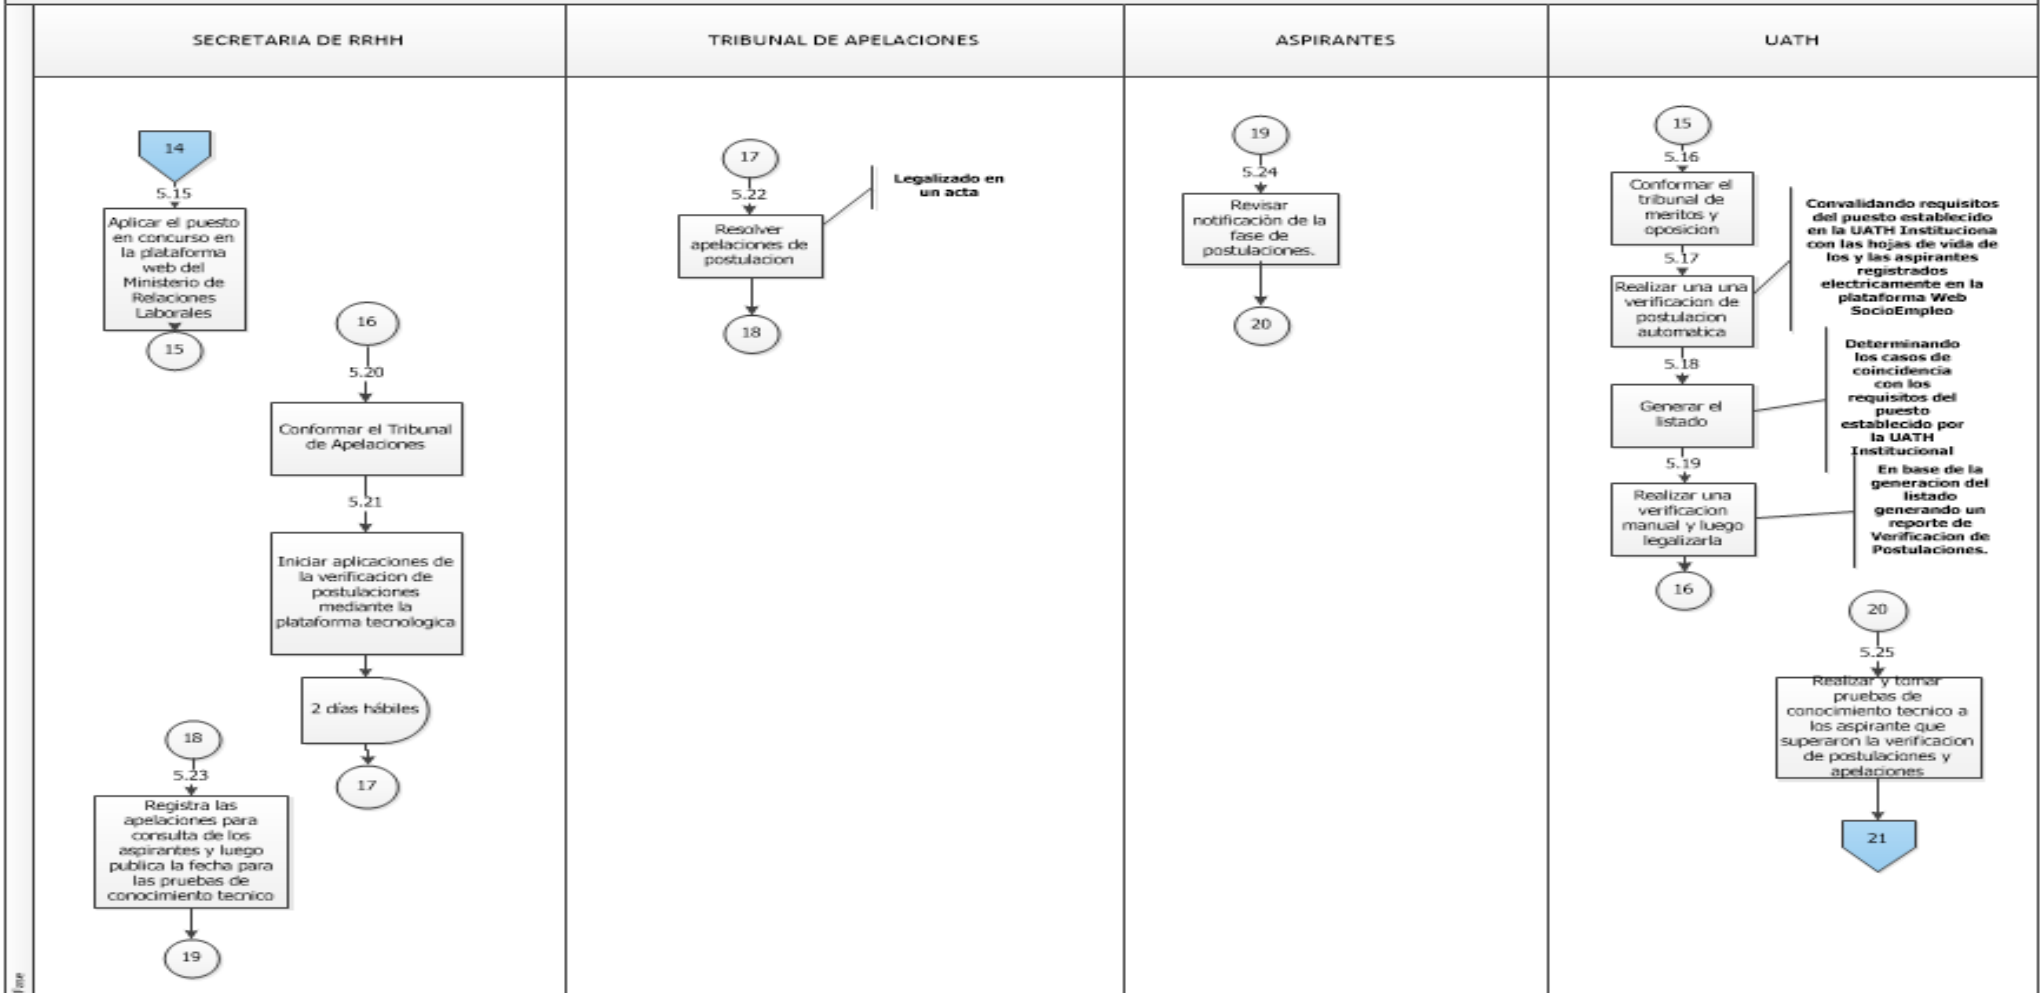 SECRETARIA DE RRHH
TRIBUNAL DE APELACIONES
ASPIRANTES
UATH
14
5.15
Aplicar el puesto
en concurso en
la plataforma
web del
Ministerio de
Relaciones
Laborales
15
16
5.20
Conformar el Tribunal
de Apelaciones
5.21
Iniciar aplicaciones de
la verificacion de
postulaciones
mediante la
plataforma tecnologica
2 días hábiles
17
18
5.23
Registra las
apelaciones para
consulta de los
aspirantes y luego
publica la fecha para
las pruebas de
conocimiento tecnico
19
17
5.22
Resolver
apelaciones de
postulacion
Legalizado en
un acta
18
19
5.24
Revisar
notificación de la
fase de
postulaciones.
20
15
5.16
Conformar el
tribunal de
meritos y
oposicion
5.17
Realizar una una
verificacion de
postulacion
automatica
Convalidando requisitos
del puesto establecido
en la UATH Instituciona
con las hojas de vida de
los y las aspirantes
registrados
electricamente en la
plataforma Web
SocioEmpleo
5.18
Generar el
listado
Determinando
los casos de
coincidencia
con los
requisitos del
puesto
establecido por
la UATH
Institucional
5.19
Realizar una
verificacion
manual y luego
legalizarla
En base de la
generacion del
listado
generando un
reporte de
Verificacion de
Postulaciones.
16
20
5.25
Realizar y tomar
pruebas de
conocimiento tecnico a
los aspirante que
superaron la verificacion
de postulaciones y
apelaciones
21
Fase